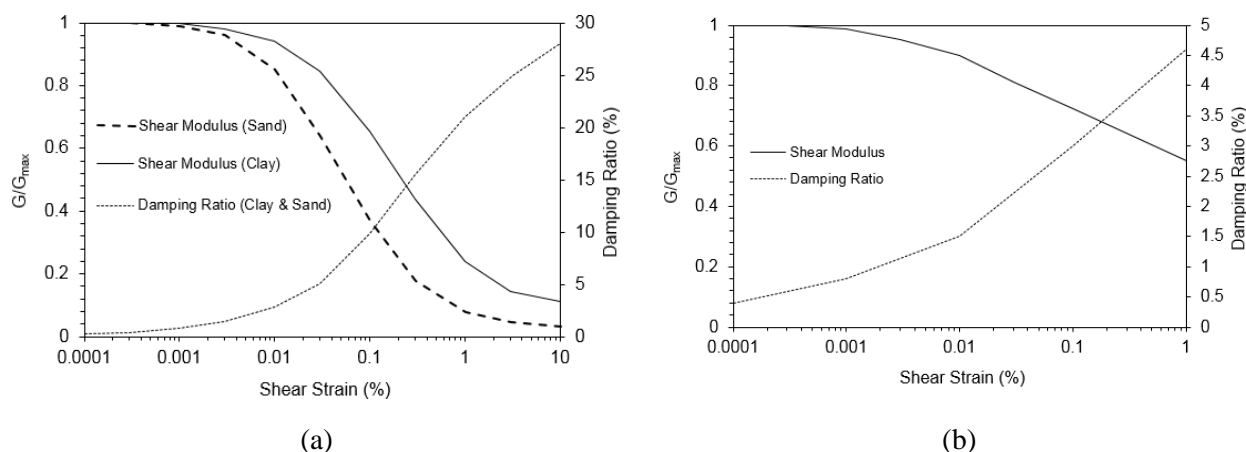 1
0.8
0.6
0.4
0.2
0
G/Gmax
30
25
20
15
10
5
0
Damping Ratio (%)
Shear Modulus (Sand)
Shear Modulus (Clay)
Damping Ratio (Clay & Sand)
0.0001 0.001 0.01 0.1 1 10
Shear Strain (%)
(a)
1
0.8
0.6
0.4
0.2
0
G/Gmax
5
4.5
4
3.5
3
2.5
2
1.5
1
0.5
0
Damping Ratio (%)
Shear Modulus
Damping Ratio
0.0001 0.001 0.01 0.1 1
Shear Strain (%)
(b)